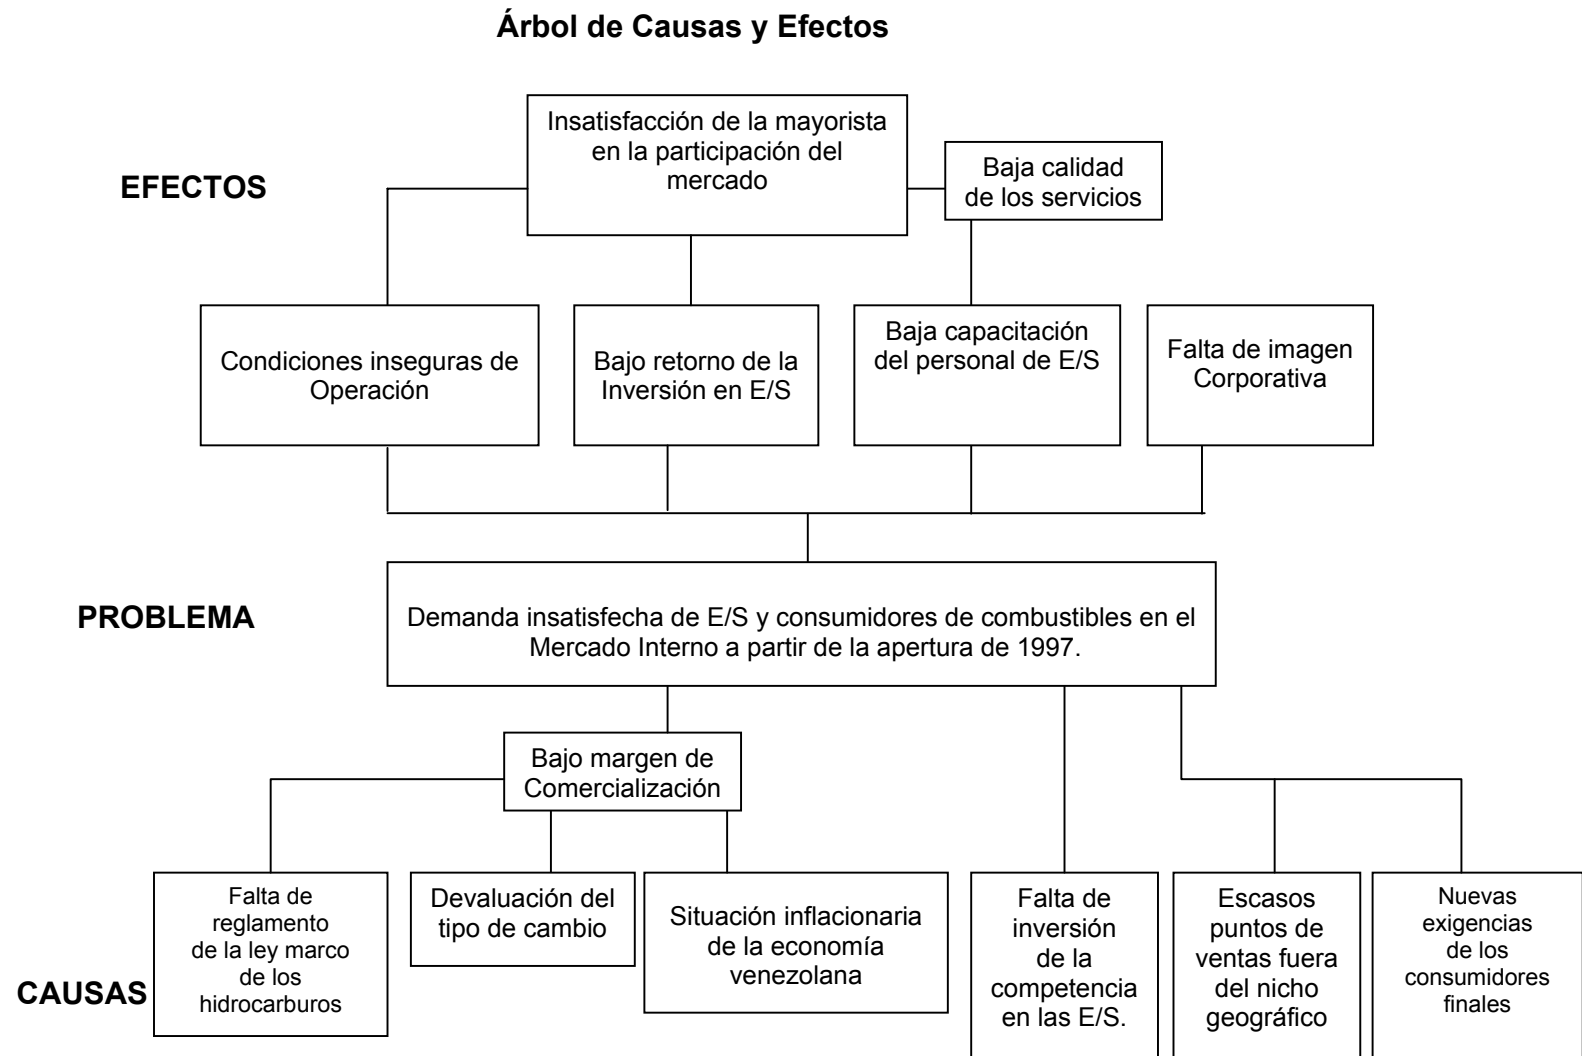 Árbol de Causas y Efectos
Insatisfacción de la mayorista
en la participación del
mercado
EFECTOS
Baja calidad
de los servicios
Condiciones inseguras de
Operación
Bajo retorno de la
Inversión en E/S
Baja capacitación
del personal de E/S
Falta de imagen
Corporativa
PROBLEMA
Demanda insatisfecha de E/S y consumidores de combustibles en el
Mercado Interno a partir de la apertura de 1997.
Bajo margen de
Comercialización
CAUSAS
Falta de
reglamento
de la ley marco
de los
hidrocarburos
Devaluación del
tipo de cambio
Situación inflacionaria
de la economía
venezolana
Falta de
inversión
de la
competencia
en las E/S.
Escasos
puntos de
ventas fuera
del nicho
geográfico
Nuevas
exigencias
de los
consumidores
finales